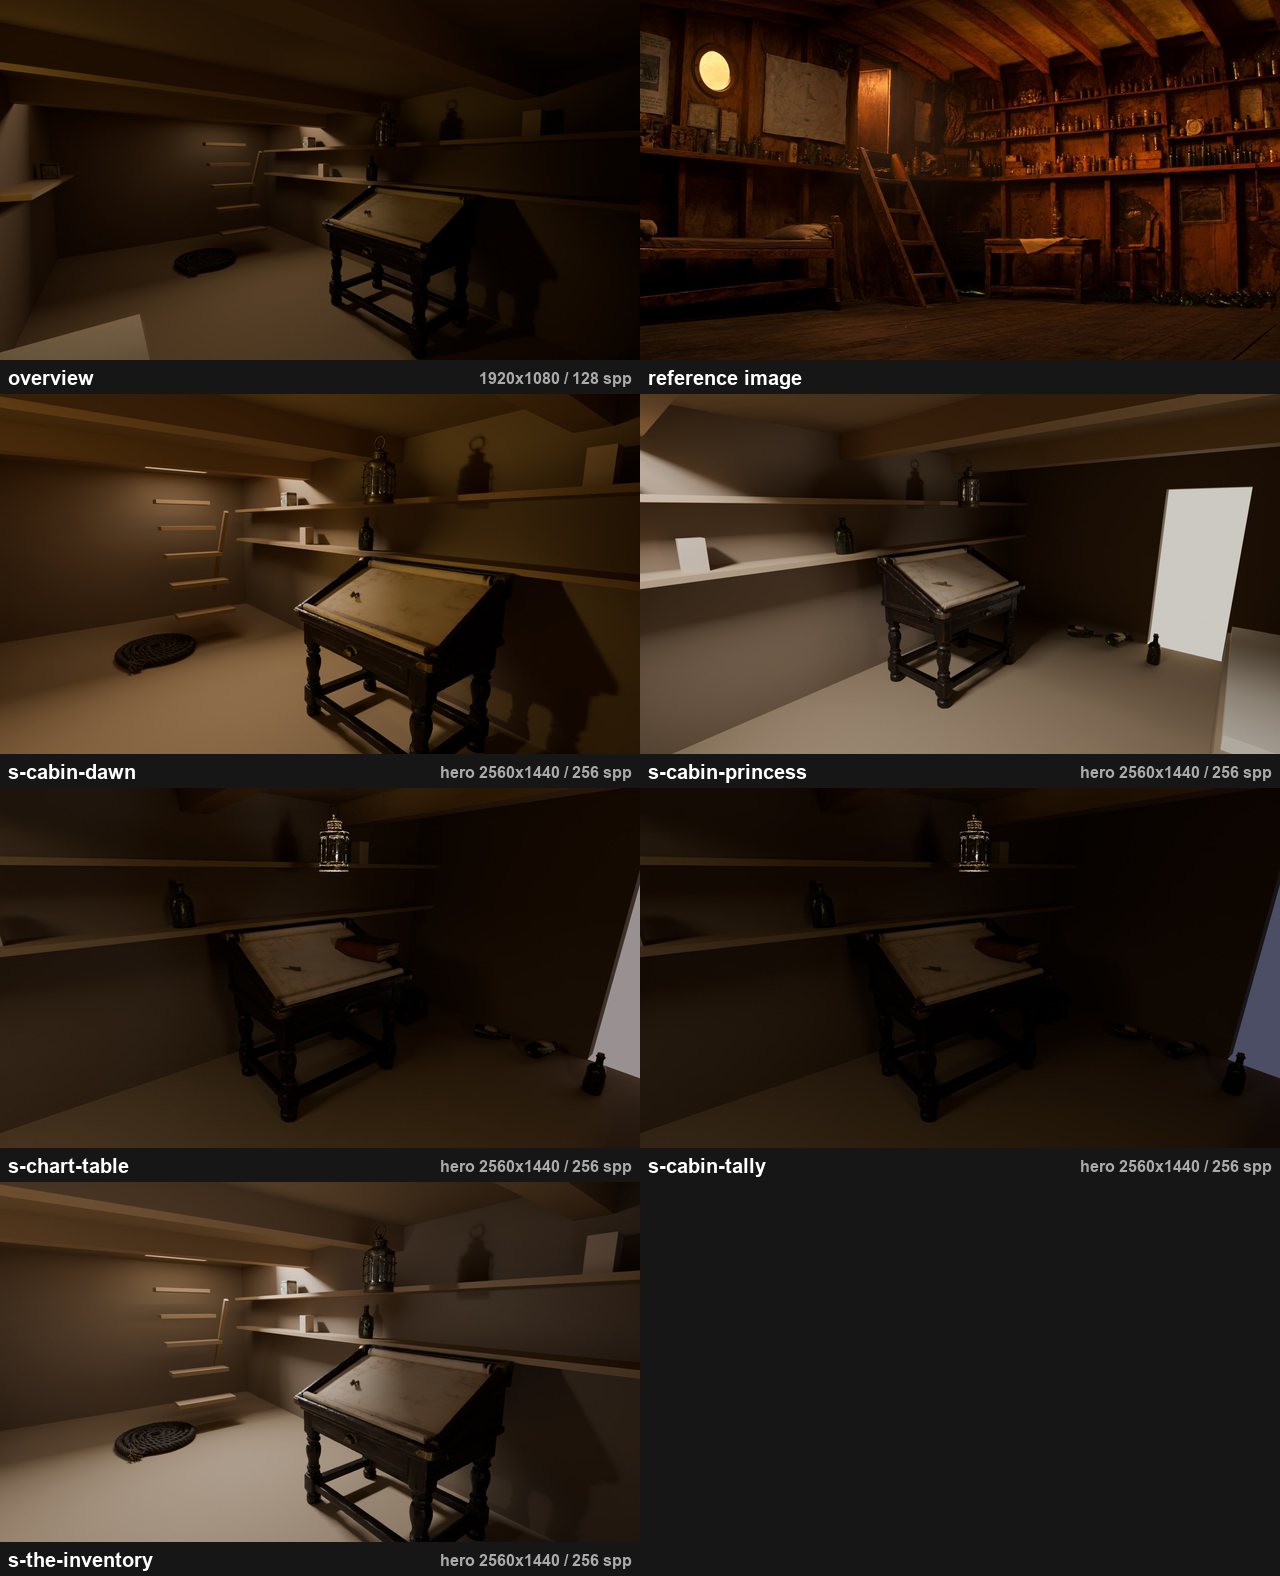 overview
1920x1080 / 128 spp
reference image
s-cabin-dawn
hero 2560x1440 / 256 spp
s-cabin-princess
hero 2560x1440 / 256 spp
s-chart-table
hero 2560x1440 / 256 spp
s-cabin-tally
hero 2560x1440 / 256 spp
s-the-inventory
hero 2560x1440 / 256 spp